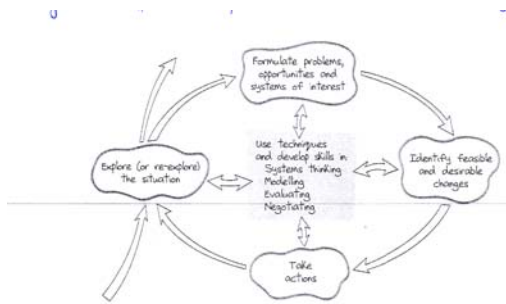 Formulate problems,
opportunities and
systems of interest
Use techniques
and develop skills in
Systems thinking
Modelling
Evaluating
Negotiating
Explore (or re-explore)
the situation
Identify feasible
and desirable
changes
Take
actions